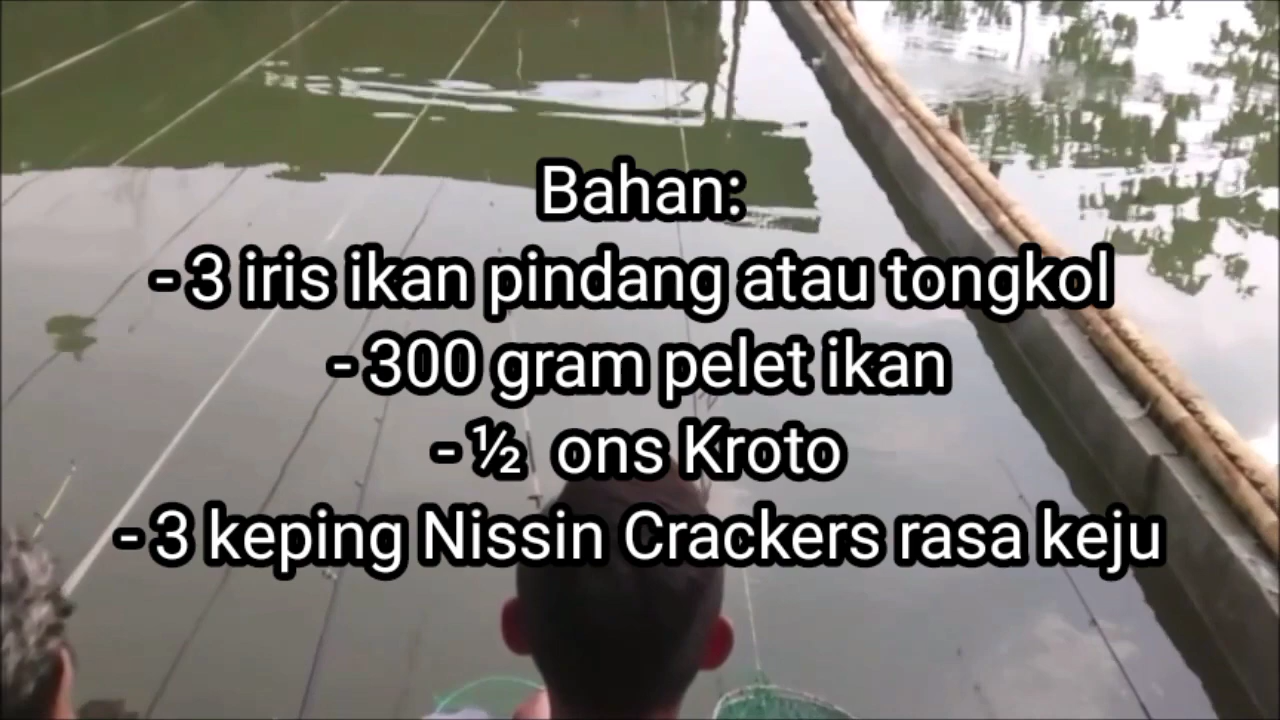 Bahan:
- 3 iris ikan pindang atau tongkol
- 300 gram pelet ikan
- ½ ons Kroto
- 3 keping Nissin Crackers rasa keju